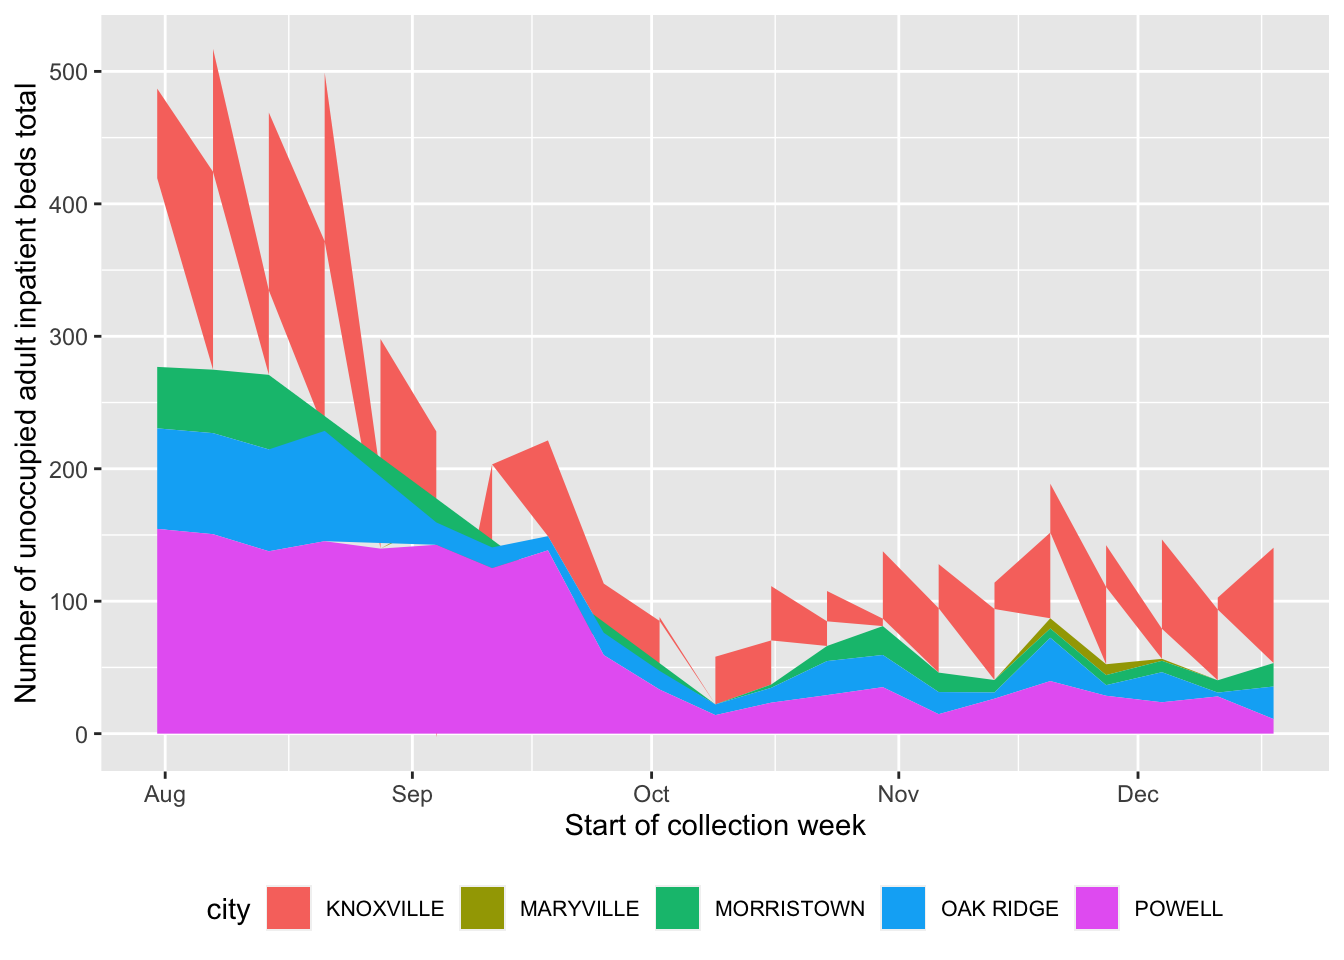 Number of unoccupied adult inpatient beds total
500
400
300
200
100
0
Aug Sep Oct Nov Dec
Start of collection week
city KNOXVILLE MARYVILLE MORRISTOWN OAK RIDGE POWELL